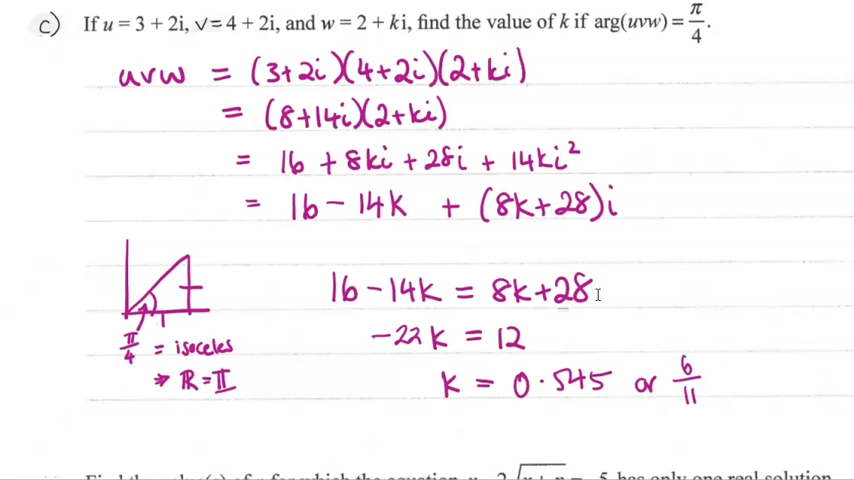 c) If u = 3 + 2i, v = 4 + 2i, and w = 2 + ki, find the value of k if arg(uvw) = π/4.
uvw = (3+2i)(4+2i)(2+ki)
= (8+14i)(2+ki)
= 16 + 8ki + 28i + 14ki²
= 16 - 14k + (8k+28)i
16 - 14k = 8k+28
-22k = 12
k = 0.545 or 6/11
π/4 = isoceles
⇒ ℝ = 𝕀